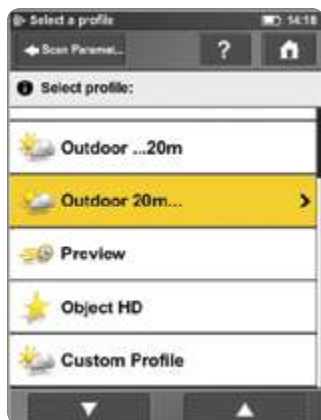 Select a profile 14:18
Scan Paramet... ?
Select profile:
Outdoor ...20m
Outdoor 20m...
Preview
Object HD
Custom Profile